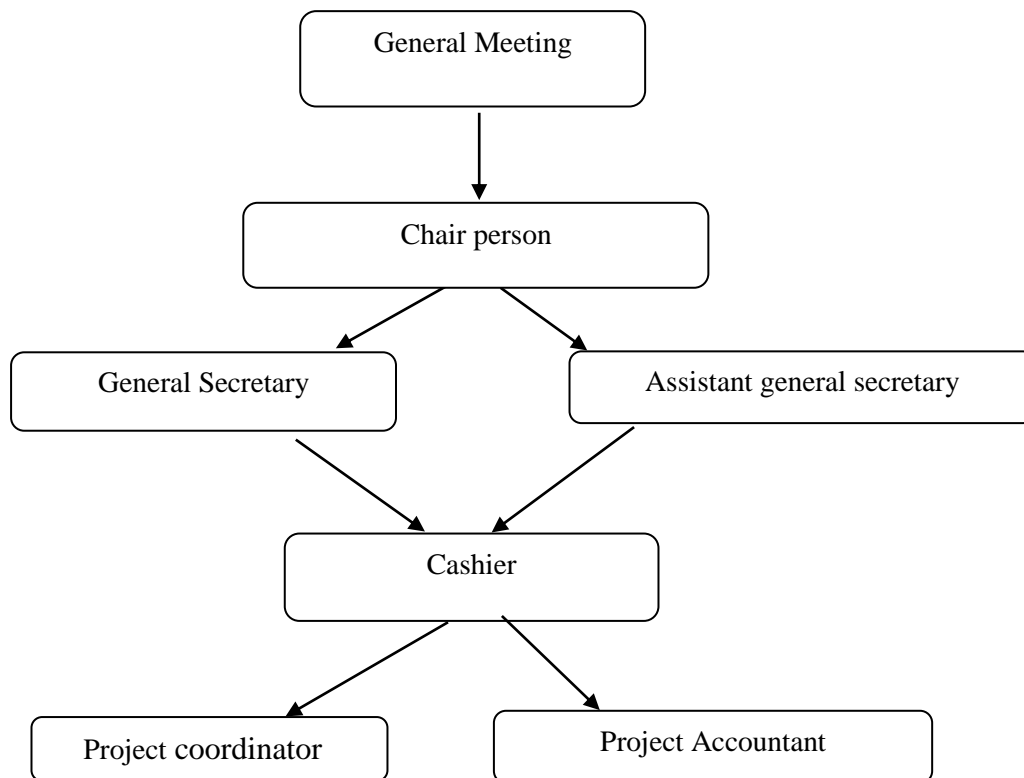 General Meeting
Chair person
General Secretary
Assistant general secretary
Cashier
Project coordinator
Project Accountant